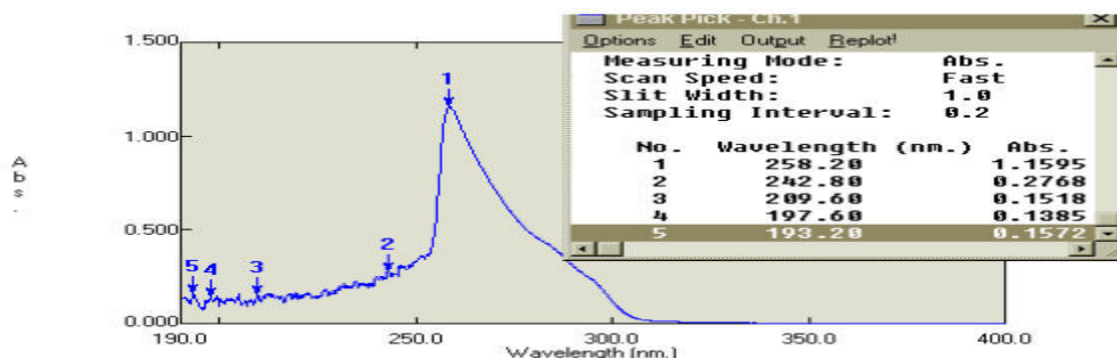 Peak Pick - Ch.1
Options Edit Output Replot!
Measuring Mode: Abs.
Scan Speed: Fast
Slit Width: 1.0
Sampling Interval: 0.2
No. Wavelength (nm.) Abs.
1 258.20 1.1595
2 242.80 0.2768
3 209.60 0.1518
4 197.60 0.1385
5 193.20 0.1572
1.500
1.000
0.500
0.000
Abs.
1
2
5 4 3
190.0 250.0 300.0 350.0 400.0
Wavelength (nm.)